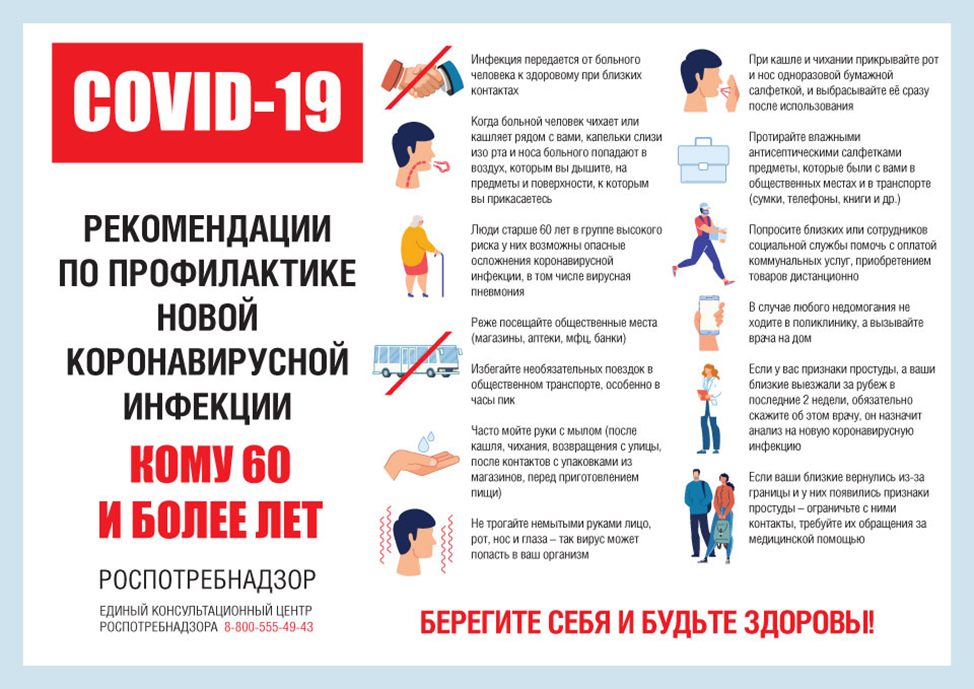 COVID-19
РЕКОМЕНДАЦИИ
ПО ПРОФИЛАКТИКЕ
НОВОЙ
КОРОНАВИРУСНОЙ
ИНФЕКЦИИ
КОМУ 60
И БОЛЕЕ ЛЕТ
РОСПОТРЕБНАДЗОР
ЕДИНЫЙ КОНСУЛЬТАЦИОННЫЙ ЦЕНТР
РОСПОТРЕБНАДЗОРА 8-800-555-49-43
Инфекция передается от больного
человека к здоровому при близких
контактах
Когда больной человек чихает или
кашляет рядом с вами, капельки слизи
изо рта и носа больного попадают в
воздух, которым вы дышите, на
предметы и поверхности, к которым
вы прикасаетесь
Люди старше 60 лет в группе высокого
риска у них возможны опасные
осложнения коронавирусной
инфекции, в том числе вирусная
пневмония
Реже посещайте общественные места
(магазины, аптеки, мфц, банки)
Избегайте необязательных поездок в
общественном транспорте, особенно в
часы пик
Часто мойте руки с мылом (после
кашля, чихания, возвращения с улицы,
после контактов с упаковками из
магазинов, перед приготовлением
пищи)
Не трогайте немытыми руками лицо,
рот, нос и глаза – так вирус может
попасть в ваш организм
При кашле и чихании прикрывайте рот
и нос одноразовой бумажной
салфеткой, и выбрасывайте её сразу
после использования
Протирайте влажными
антисептическими салфетками
предметы, которые были с вами в
общественных местах и в транспорте
(сумки, телефоны, книги и др.)
Попросите близких или сотрудников
социальной службы помочь с оплатой
коммунальных услуг, приобретением
товаров дистанционно
В случае любого недомогания не
ходите в поликлинику, а вызывайте
врача на дом
Если у вас признаки простуды, а ваши
близкие выезжали за рубеж в
последние 2 недели, обязательно
скажите об этом врачу, он назначит
анализ на новую коронавирусную
инфекцию
Если ваши близкие вернулись из-за
границы и у них появились признаки
простуды – ограничьте с ними
контакты, требуйте их обращения за
медицинской помощью
БЕРЕГИТЕ СЕБЯ И БУДЬТЕ ЗДОРОВЫ!